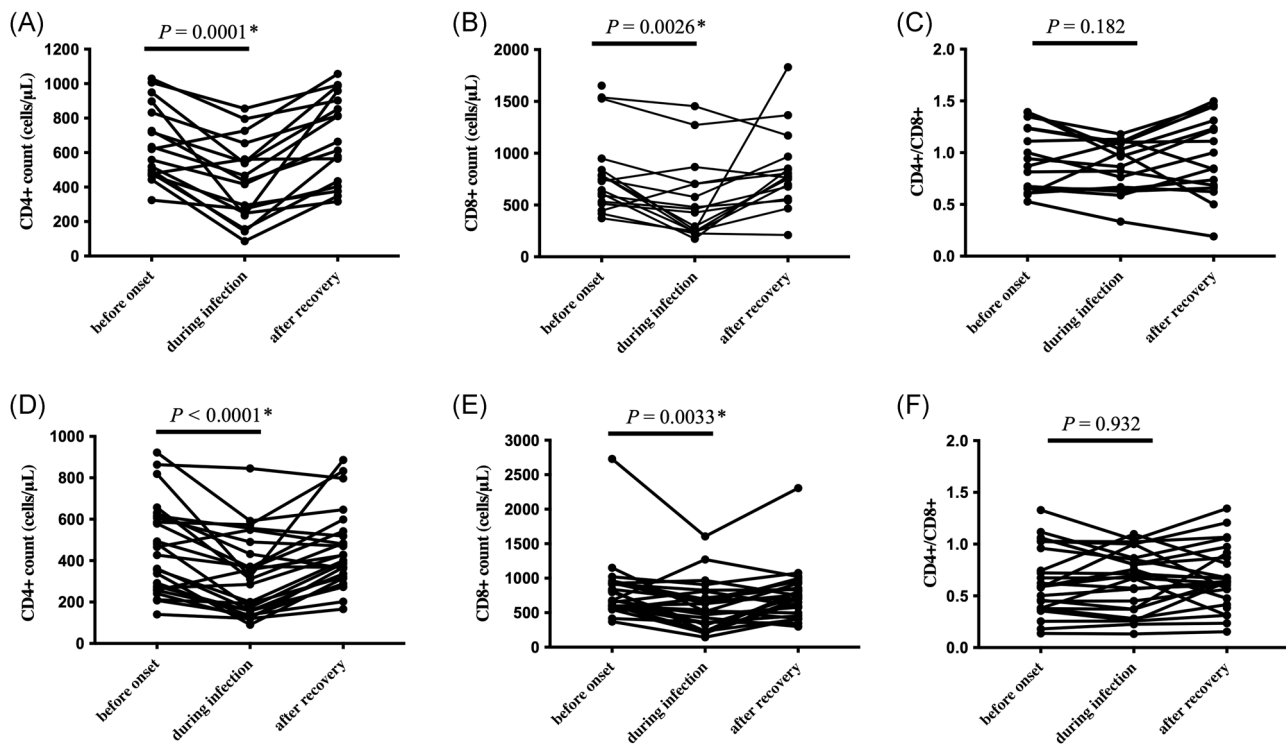 (A)
P = 0.0001*
CD4+ count (cells/μL)
1200
1000
800
600
400
200
0
before onset
during infection
after recovery
(B)
P = 0.0026*
CD8+ count (cells/μL)
2000
1500
1000
500
0
before onset
during infection
after recovery
(C)
P = 0.182
CD4+/CD8+
2.0
1.5
1.0
0.5
0.0
before onset
during infection
after recovery
(D)
P < 0.0001*
CD4+ count (cells/μL)
1000
800
600
400
200
0
before onset
during infection
after recovery
(E)
P = 0.0033*
CD8+ count (cells/μL)
3000
2500
2000
1500
1000
500
0
before onset
during infection
after recovery
(F)
P = 0.932
CD4+/CD8+
2.0
1.5
1.0
0.5
0.0
before onset
during infection
after recovery